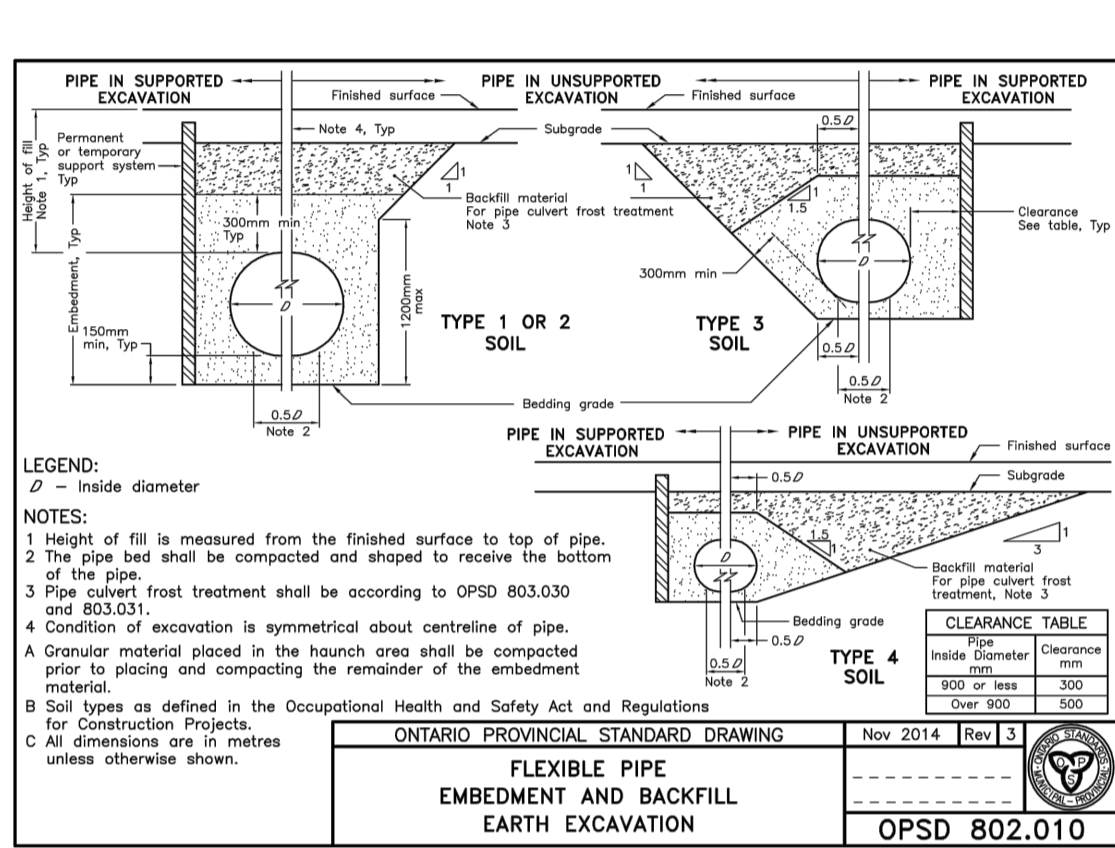 PIPE IN SUPPORTED
EXCAVATION
PIPE IN UNSUPPORTED
EXCAVATION
PIPE IN SUPPORTED
EXCAVATION
Finished surface
Finished surface
Note 4, Typ
Subgrade
0.5D
Permanent
or temporary
support system
Typ
Height of fill
Note 1, Typ
1
1
1
1
1
1.5
Backfill material
For pipe culvert frost treatment
Note 3
Clearance
See table, Typ
300mm min
Typ
300mm min
Embedment, Typ
D
D
1200mm
max
TYPE 1 OR 2
SOIL
TYPE 3
SOIL
150mm
min, Typ
0.5D
0.5D
Note 2
Bedding grade
0.5D
Note 2
PIPE IN SUPPORTED
EXCAVATION
PIPE IN UNSUPPORTED
EXCAVATION
Finished surface
Subgrade
0.5D
1.5
1
1
3
D
Backfill material
For pipe culvert frost
treatment, Note 3
Bedding grade
0.5D
0.5D
Note 2
TYPE 4
SOIL
CLEARANCE TABLE
Pipe
Inside Diameter
mm
Clearance
mm
900 or less 300
Over 900 500
LEGEND:
D – Inside diameter
NOTES:
1 Height of fill is measured from the finished surface to top of pipe.
2 The pipe bed shall be compacted and shaped to receive the bottom
of the pipe.
3 Pipe culvert frost treatment shall be according to OPSD 803.030
and 803.031.
4 Condition of excavation is symmetrical about centreline of pipe.
A Granular material placed in the haunch area shall be compacted
prior to placing and compacting the remainder of the embedment
material.
B Soil types as defined in the Occupational Health and Safety Act and Regulations
for Construction Projects.
C All dimensions are in metres
unless otherwise shown.
ONTARIO PROVINCIAL STANDARD DRAWING
Nov 2014 Rev 3
FLEXIBLE PIPE
EMBEDMENT AND BACKFILL
EARTH EXCAVATION
OPSD 802.010
ONTARIO STANDARDS
MUNICIPAL – PROVINCIAL
OPS